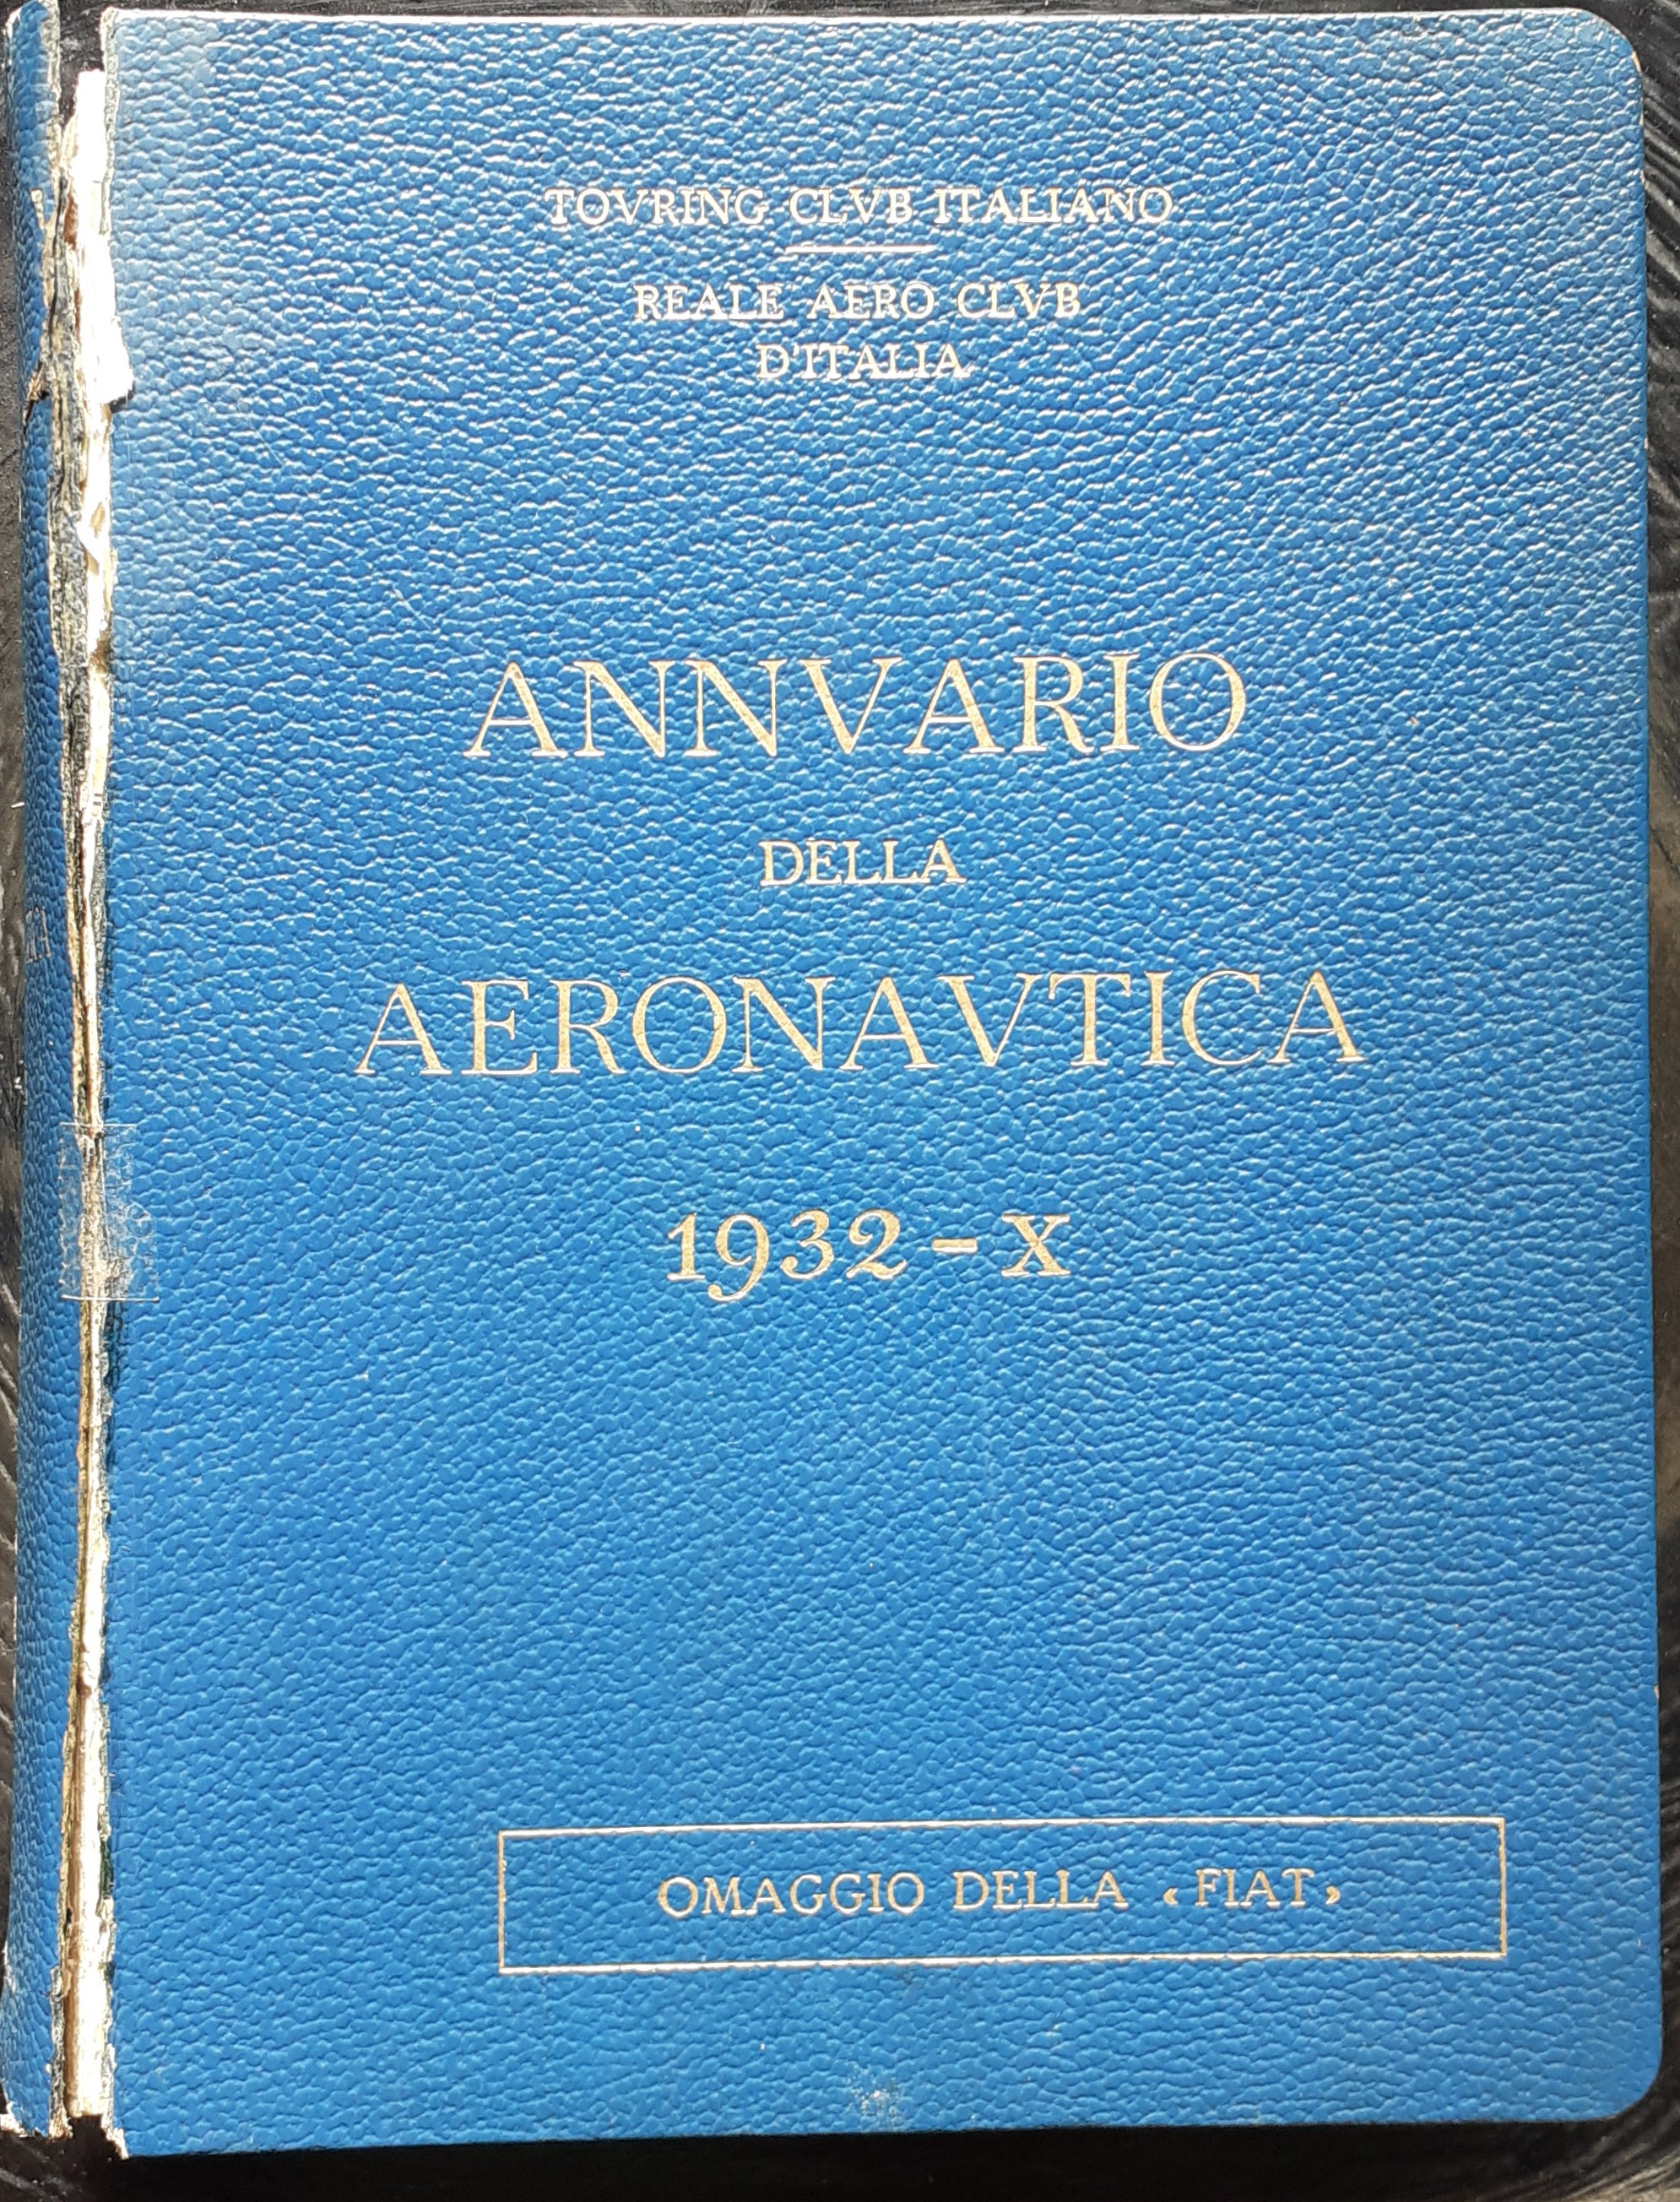 TOVRING CLVB ITALIANO
REALE AERO CLVB
D'ITALIA
ANNVARIO
DELLA
AERONAVTICA
1932 - X
OMAGGIO DELLA «FIAT»